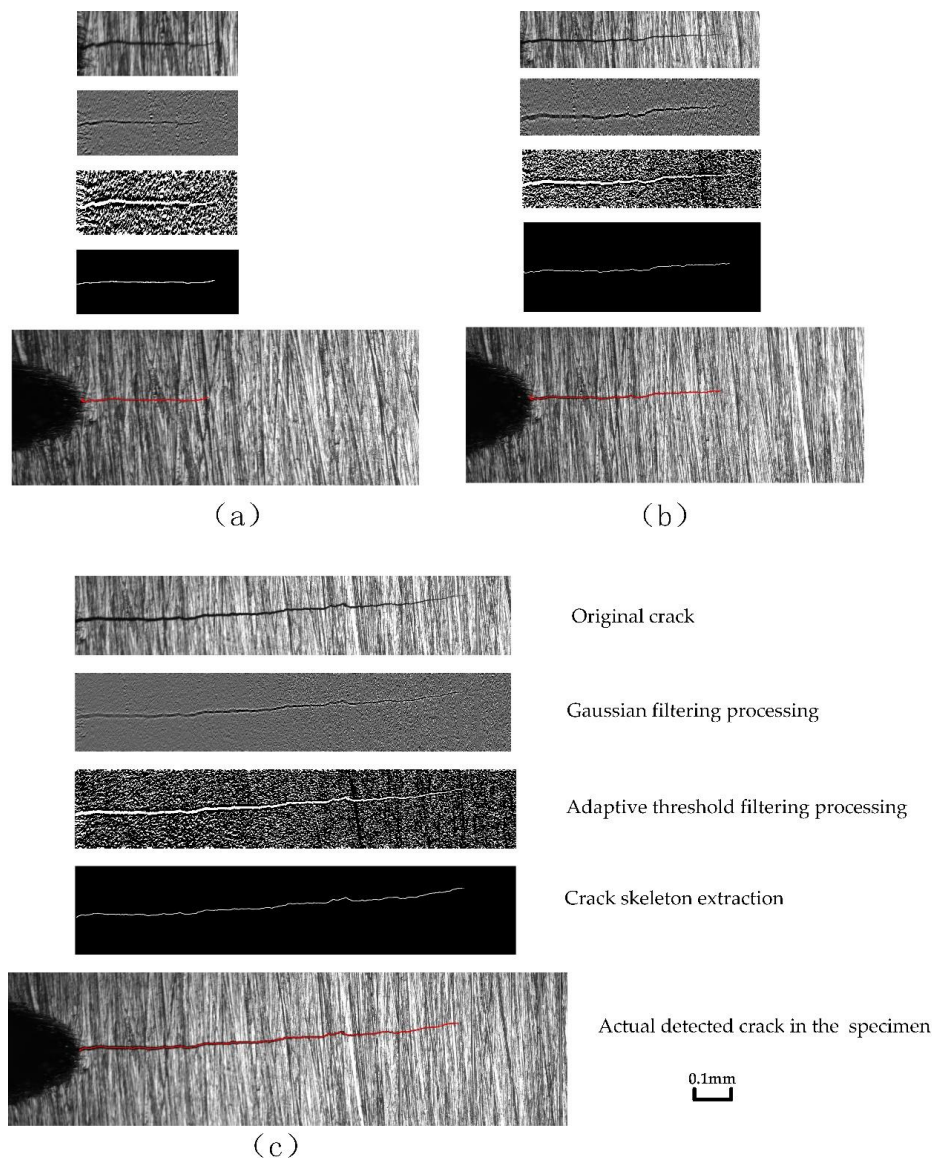 (a)
(b)
Original crack
Gaussian filtering processing
Adaptive threshold filtering processing
Crack skeleton extraction
Actual detected crack in the specimen
0.1mm
(c)